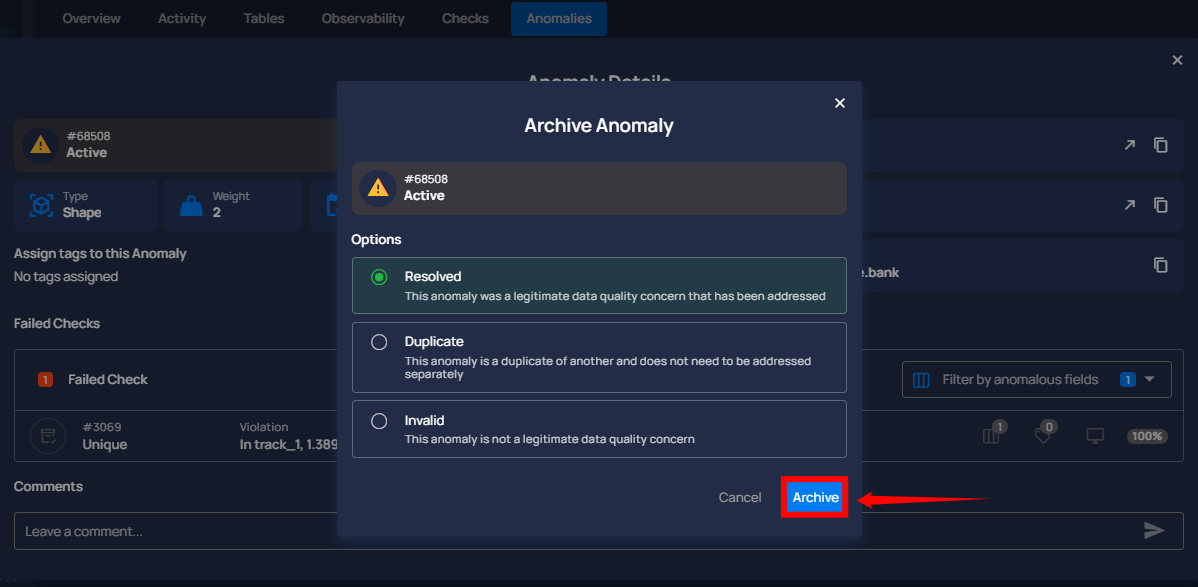 Overview Activity Tables Observability Checks Anomalies
Anomaly Details
Archive Anomaly
#68508
Active
#68508
Active
Type
Shape
Weight
2
Assign tags to this Anomaly
No tags assigned
Options
Resolved
This anomaly was a legitimate data quality concern that has been addressed
Duplicate
This anomaly is a duplicate of another and does not need to be addressed
separately
Invalid
This anomaly is not a legitimate data quality concern
Cancel Archive
e.bank
Failed Checks
1 Failed Check
Filter by anomalous fields 1
#3069
Unique
Violation
In track_1, 1.389
1 0 100%
Comments
Leave a comment...